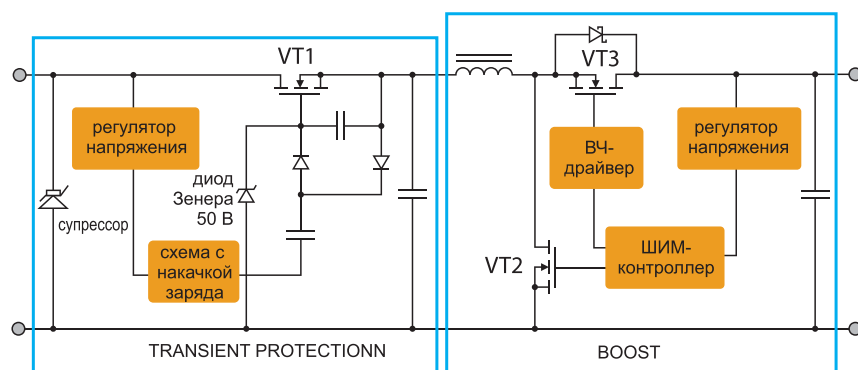 VT1
VT3
регулятор
напряжения
диод
Зенера
50 В
супрессор
схема с
накачкой
заряда
TRANSIENT PROTECTIONN
ВЧ-
драйвер
регулятор
напряжения
VT2
ШИМ-
контроллер
BOOST